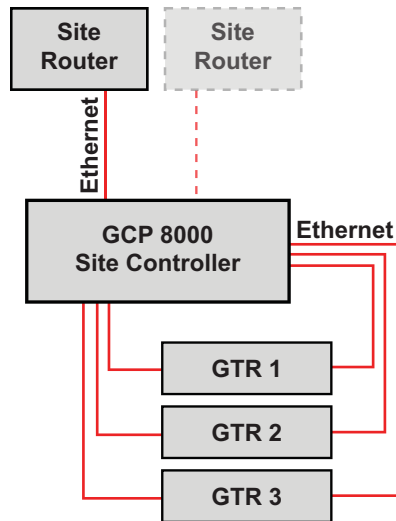 Site
Router
Site
Router
Ethernet
GCP 8000
Site Controller
Ethernet
GTR 1
GTR 2
GTR 3